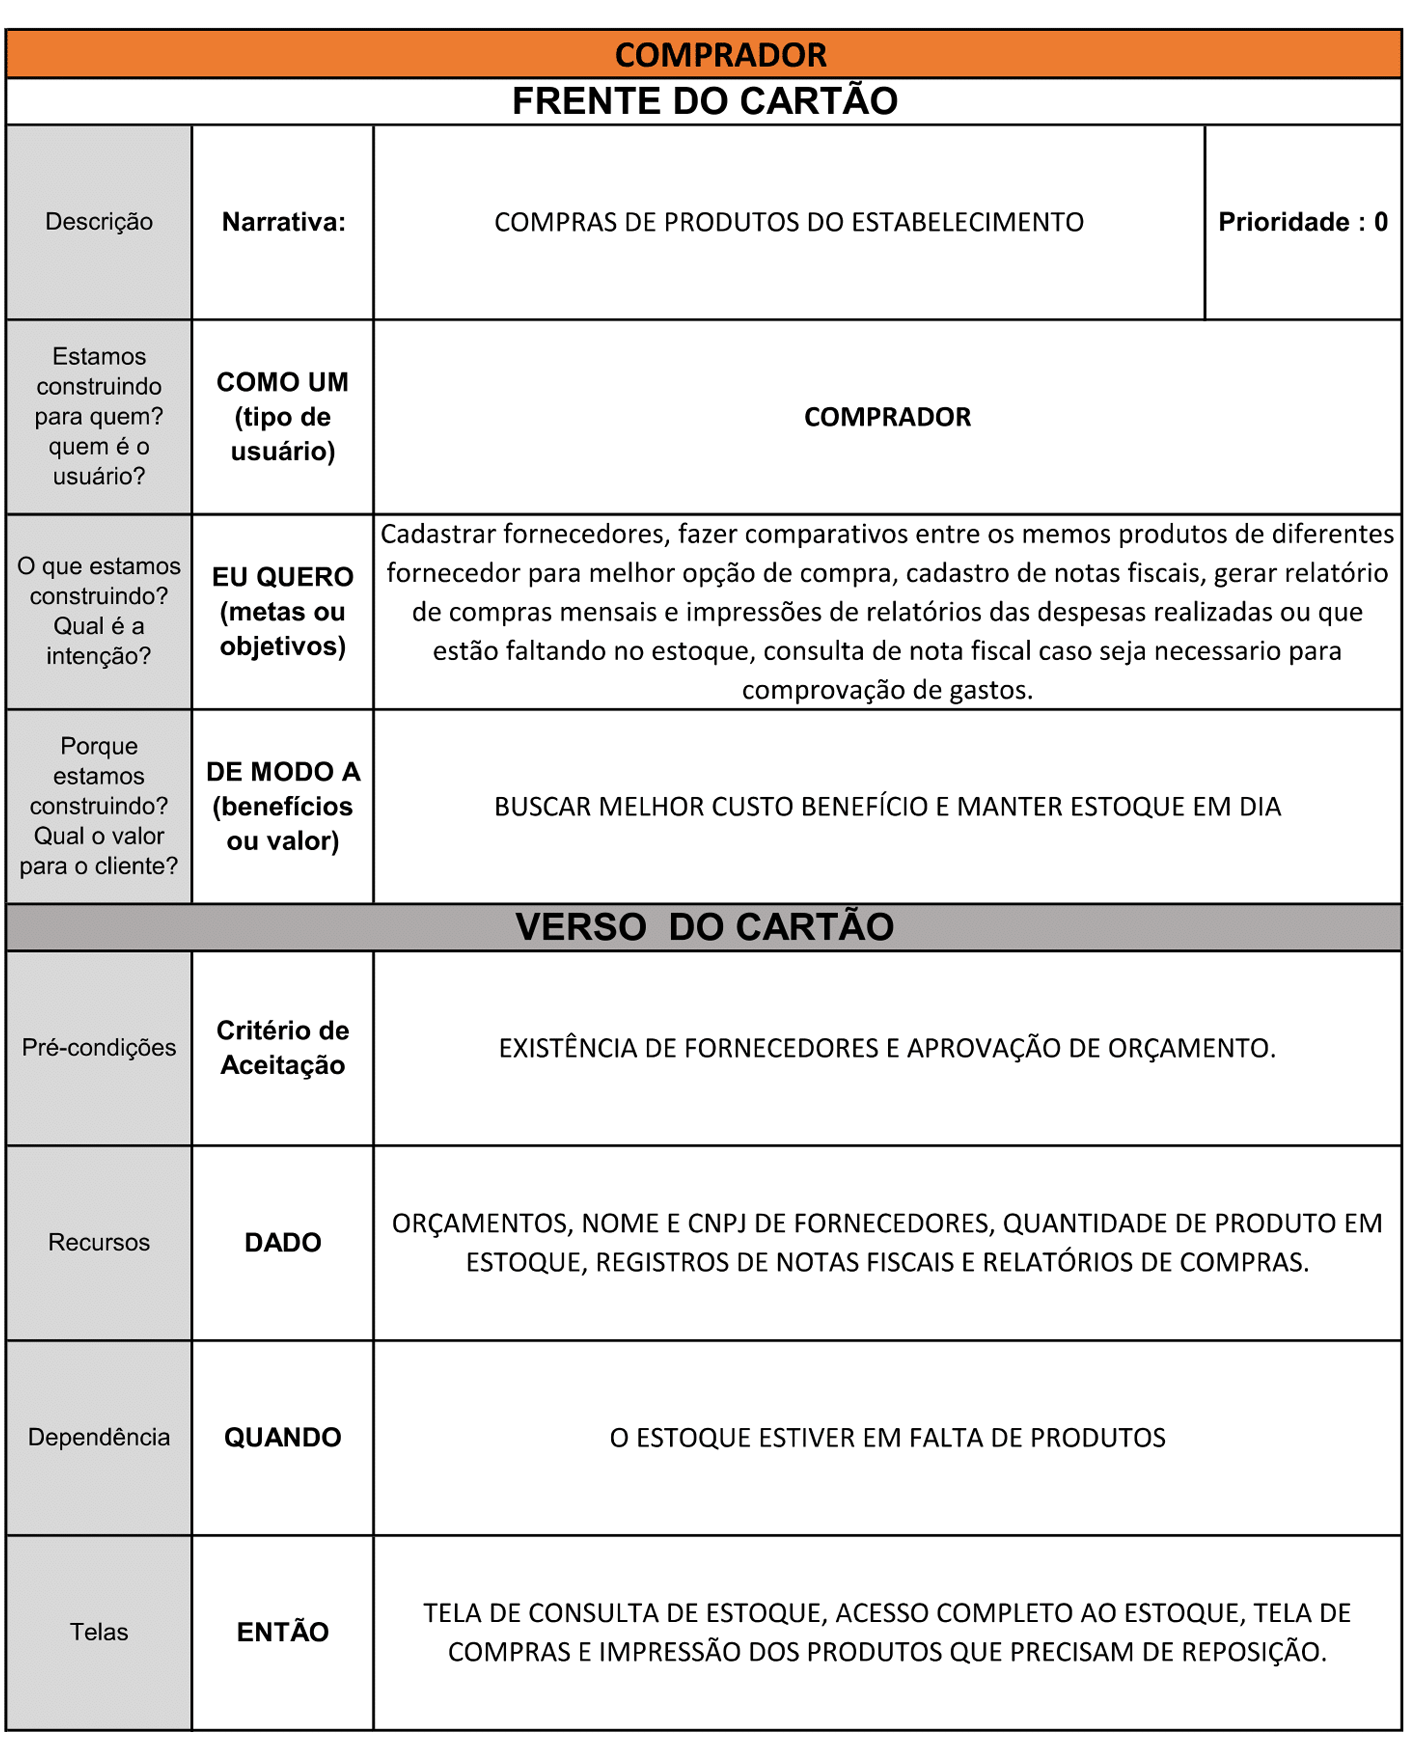 COMPRADOR
FRENTE DO CARTÃO
Descrição
Narrativa:
COMPRAS DE PRODUTOS DO ESTABELECIMENTO
Prioridade : 0
Estamos
construindo
para quem?
quem é o
usuário?
COMO UM
(tipo de
usuário)
COMPRADOR
O que estamos
construindo?
Qual é a
intenção?
EU QUERO
(metas ou
objetivos)
Cadastrar fornecedores, fazer comparativos entre os memos produtos de diferentes
fornecedor para melhor opção de compra, cadastro de notas fiscais, gerar relatório
de compras mensais e impressões de relatórios das despesas realizadas ou que
estão faltando no estoque, consulta de nota fiscal caso seja necessario para
comprovação de gastos.
Porque
estamos
construindo?
Qual o valor
para o cliente?
DE MODO A
(benefícios
ou valor)
BUSCAR MELHOR CUSTO BENEFÍCIO E MANTER ESTOQUE EM DIA
VERSO  DO CARTÃO
Pré-condições
Critério de
Aceitação
EXISTÊNCIA DE FORNECEDORES E APROVAÇÃO DE ORÇAMENTO.
Recursos
DADO
ORÇAMENTOS, NOME E CNPJ DE FORNECEDORES, QUANTIDADE DE PRODUTO EM
ESTOQUE, REGISTROS DE NOTAS FISCAIS E RELATÓRIOS DE COMPRAS.
Dependência
QUANDO
O ESTOQUE ESTIVER EM FALTA DE PRODUTOS
Telas
ENTÃO
TELA DE CONSULTA DE ESTOQUE, ACESSO COMPLETO AO ESTOQUE, TELA DE
COMPRAS E IMPRESSÃO DOS PRODUTOS QUE PRECISAM DE REPOSIÇÃO.